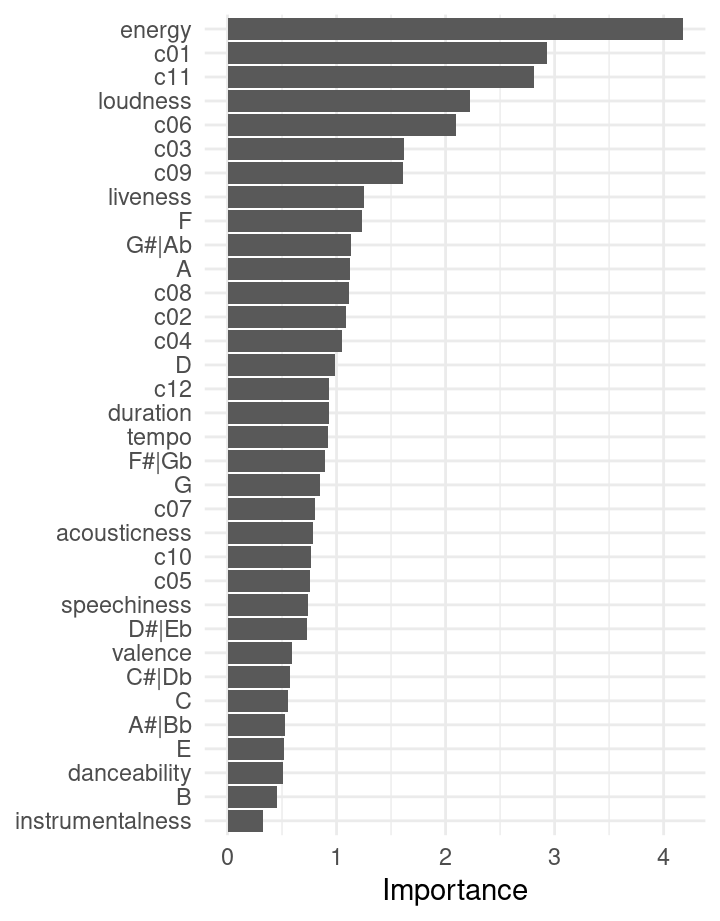 energy
c01
c11
loudness
c06
c03
c09
liveness
F
G#|Ab
A
c08
c02
c04
D
c12
duration
tempo
F#|Gb
G
c07
acousticness
c10
c05
speechiness
D#|Eb
valence
C#|Db
C
A#|Bb
E
danceability
B
instrumentalness
0 1 2 3 4
Importance